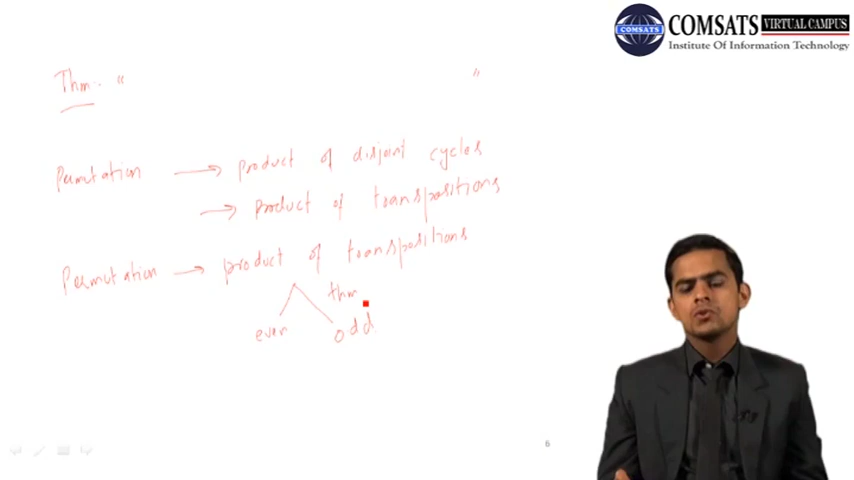 COMSATS VIRTUAL CAMPUS
COMSATS
Institute Of Information Technology
Thm. " "
Permutation → product of disjoint cycles
→ product of transpositions
Permutation → product of transpositions
thm
even odd
6